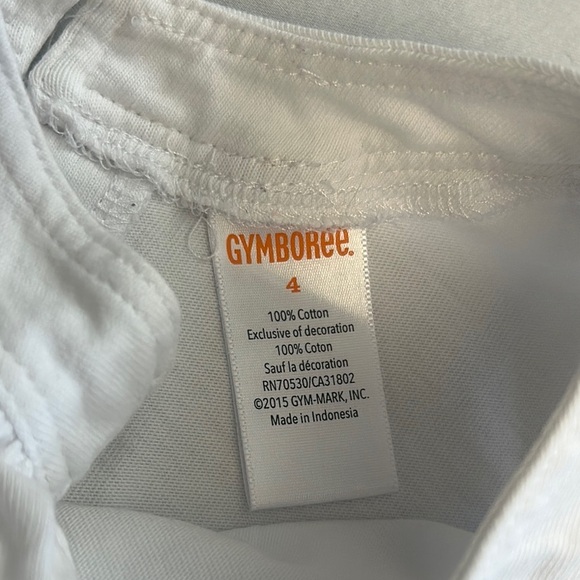 GYMBOREE.
4
100% Cotton
Exclusive of decoration
100% Coton
Sauf la décoration
RN70530/CA31802
©2015 GYM-MARK, INC.
Made in Indonesia